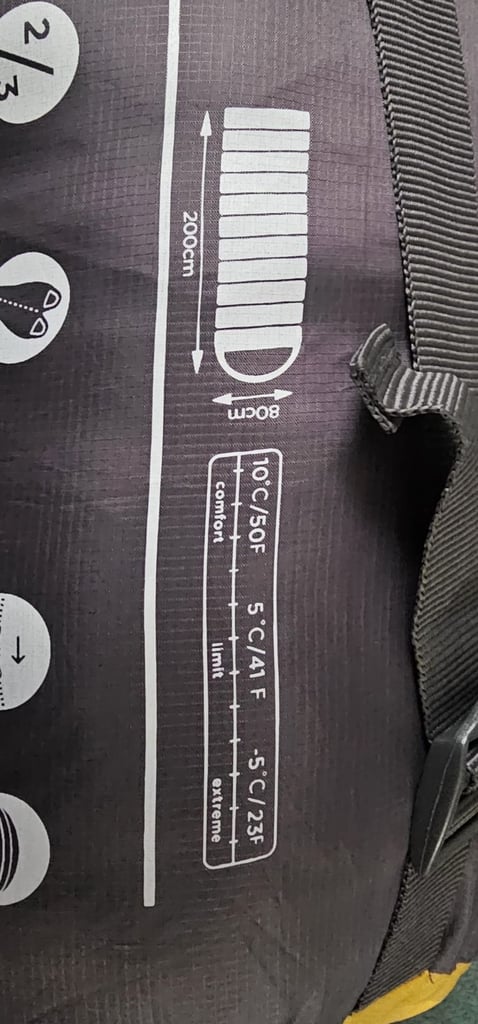 2/3
200cm
80cm
10°C/50F 5°C/41 F -5°C/23F
comfort limit extreme